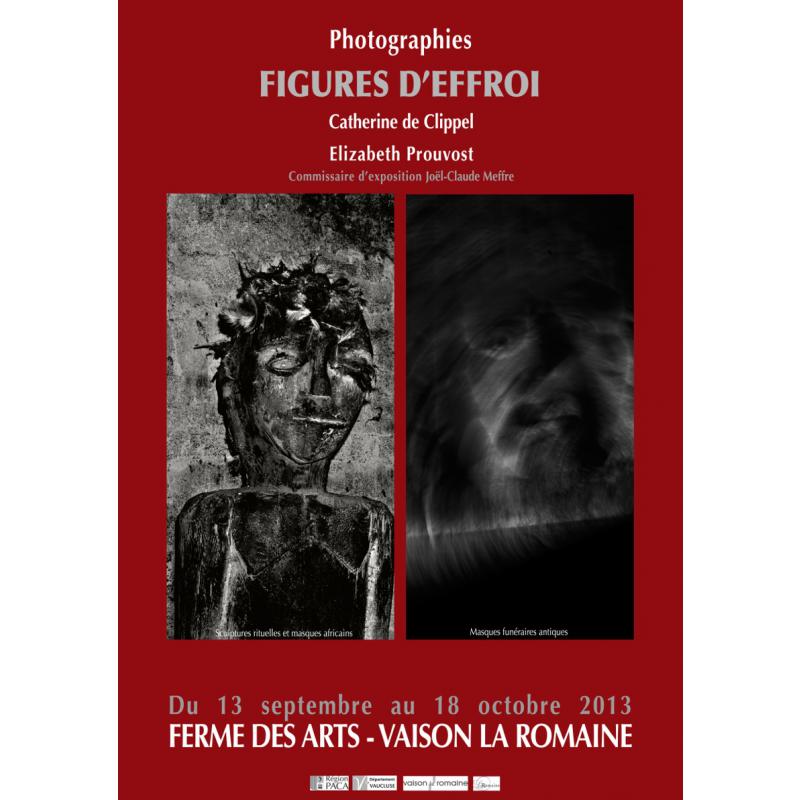 Photographies
FIGURES D'EFFROI
Catherine de Clippel
Elizabeth Prouvost
Commissaire d'exposition Joël-Claude Meffre
Sculptures rituelles et masques africains
Masques funéraires antiques
Du 13 septembre au 18 octobre 2013
FERME DES ARTS - VAISON LA ROMAINE
Région
PACA
Département
VAUCLUSE
vaison la romaine